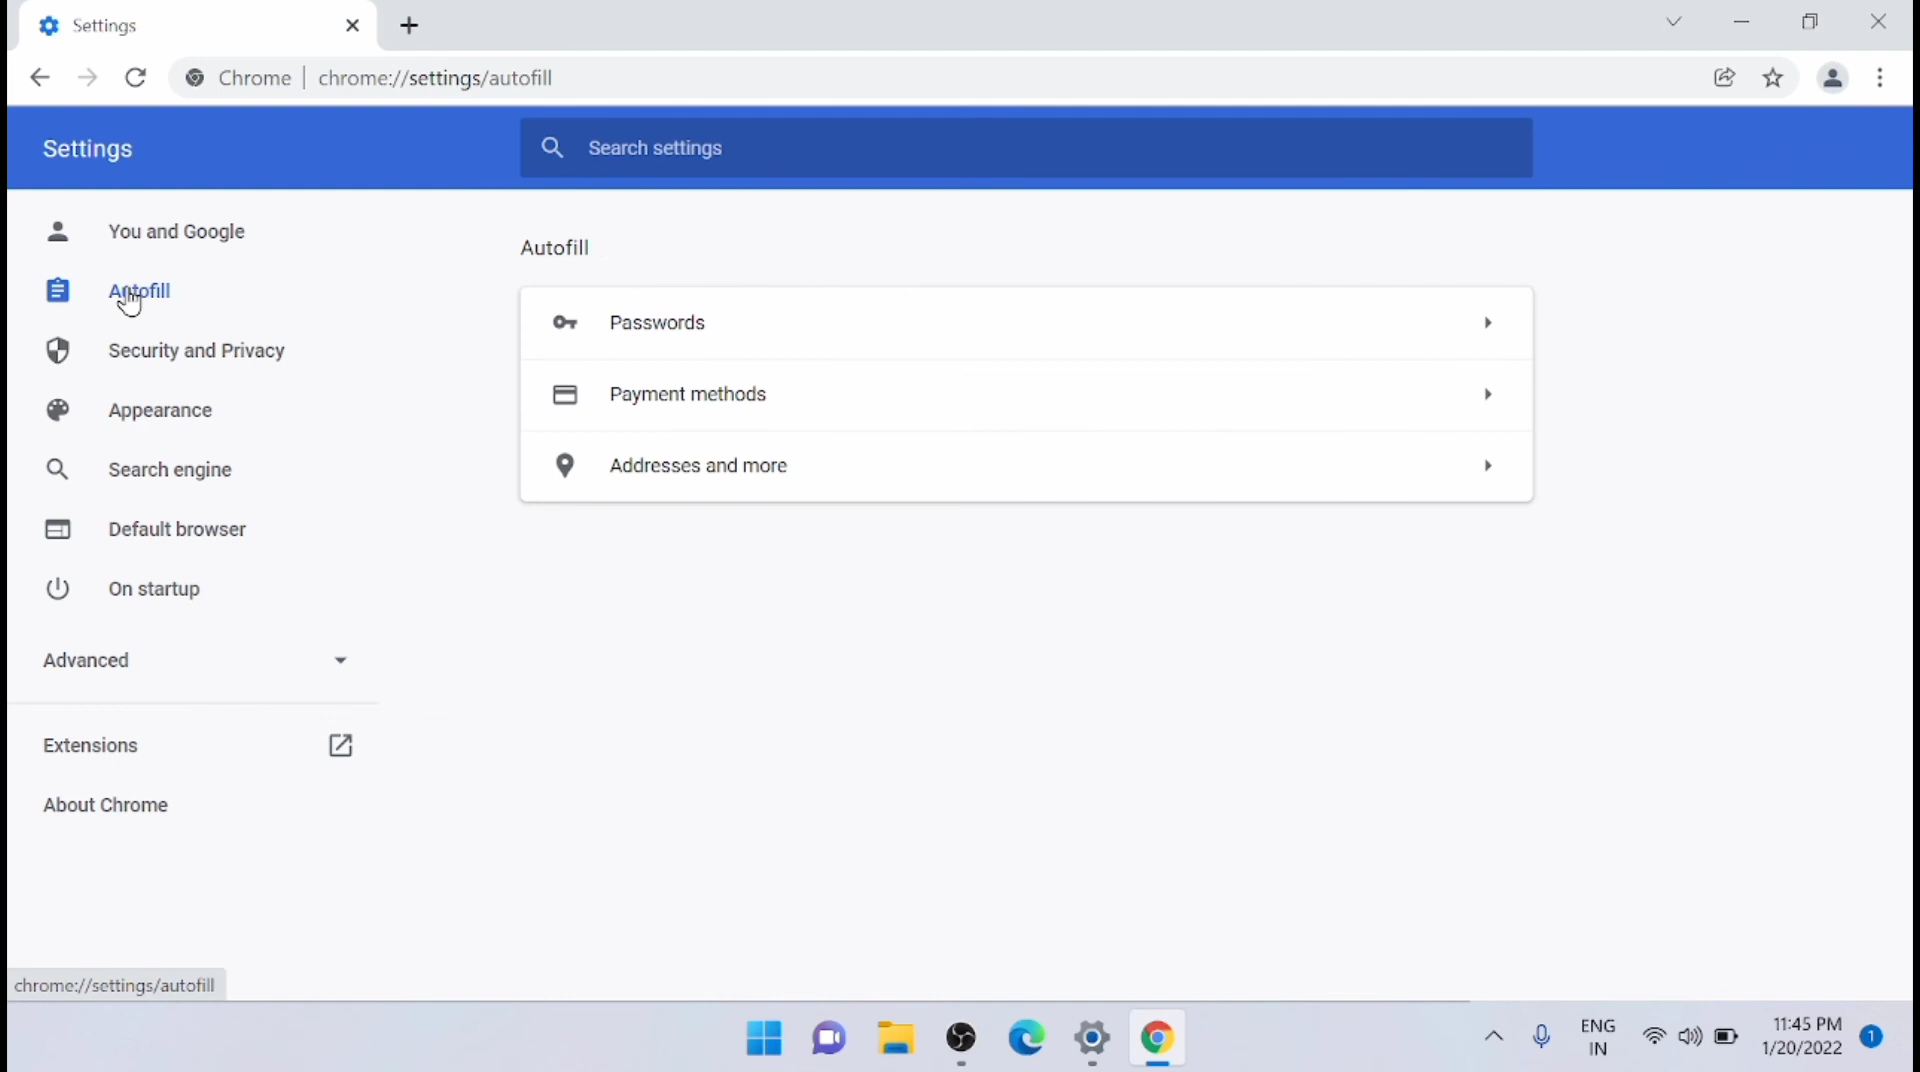 Settings
Chrome | chrome://settings/autofill
Settings
Search settings
You and Google
Autofill
Security and Privacy
Appearance
Search engine
Default browser
On startup
Advanced
Extensions
About Chrome
Autofill
Passwords
Payment methods
Addresses and more
chrome://settings/autofill
ENG
IN
11:45 PM
1/20/2022
1